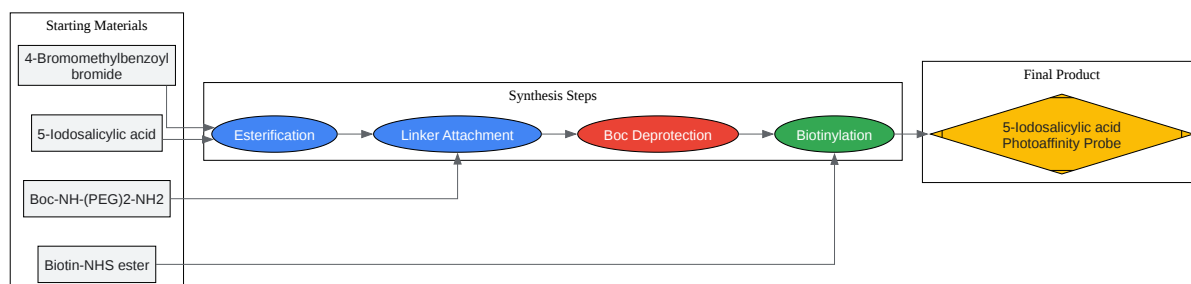 Starting Materials
4-Bromomethylbenzoyl
bromide
5-Iodosalicylic acid
Boc-NH-(PEG)2-NH2
Biotin-NHS ester
Synthesis Steps
Esterification
Linker Attachment
Boc Deprotection
Biotinylation
Final Product
5-Iodosalicylic acid
Photoaffinity Probe